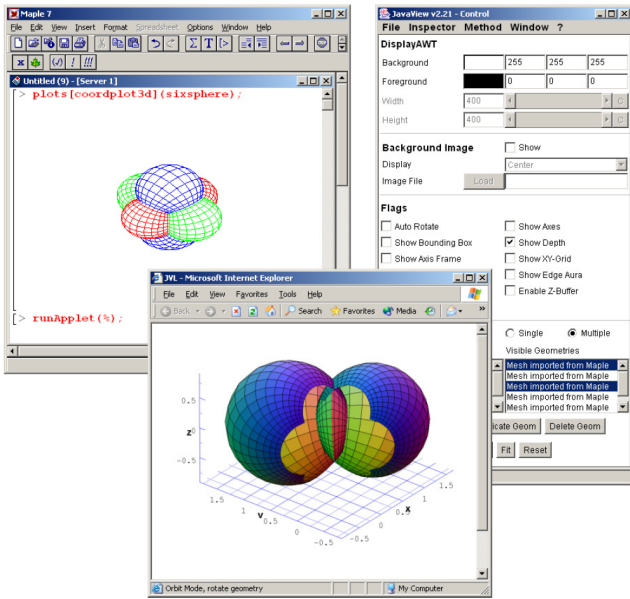 Maple 7
File Edit View Insert Format Spreadsheet Options Window Help
Untitled (9) - [Server 1]
[> plots[coordplot3d](sixsphere);
[> runApplet(%);
JavaView v2.21 - Control
File Inspector Method Window ?
DisplayAWT
Background 255 255 255
Foreground 0 0 0
Width 400 C
Height 400 C
Background Image Show
Display Center
Image File Load
Flags
Auto Rotate Show Axes
Show Bounding Box Show Depth
Show Axis Frame Show XY-Grid
Show Edge Aura
Enable Z-Buffer
Single Multiple
Visible Geometries
Mesh imported from Maple
Mesh imported from Maple
Mesh imported from Maple
Mesh imported from Maple
Mesh imported from Maple
icate Geom Delete Geom
Fit Reset
JVL - Microsoft Internet Explorer
File Edit View Favorites Tools Help
Back Search Favorites Media
0.5
z 0
-0.5
1.5
1
y 0.5
0
-0.5
1.5
x 1
0.5
0
-0.5
Orbit Mode, rotate geometry My Computer